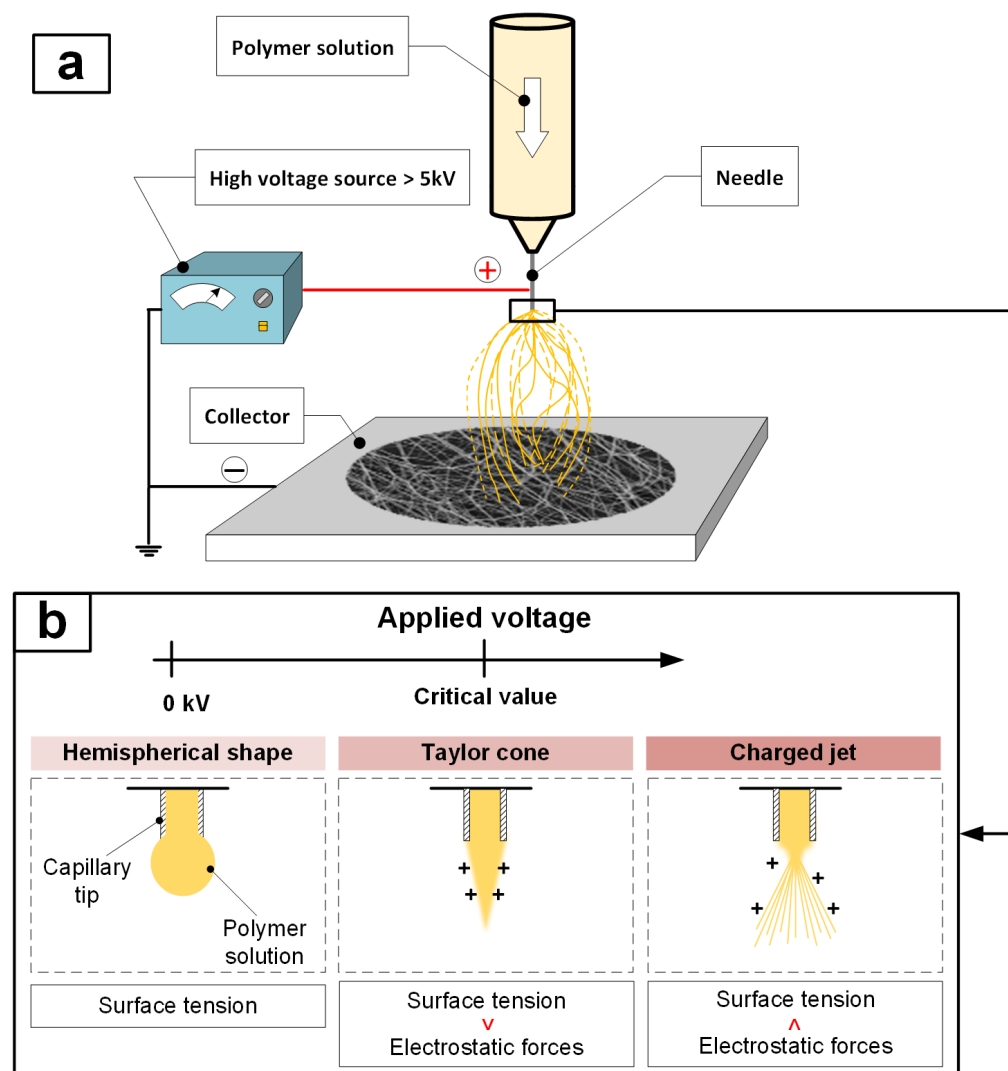 a
Polymer solution
High voltage source > 5kV
Needle
+
Collector
−
b
Applied voltage
0 kV
Critical value
Hemispherical shape
Taylor cone
Charged jet
Capillary
tip
Polymer
solution
+ +
+ +
+ +
+ +
Surface tension
Surface tension
v
Electrostatic forces
Surface tension
^
Electrostatic forces